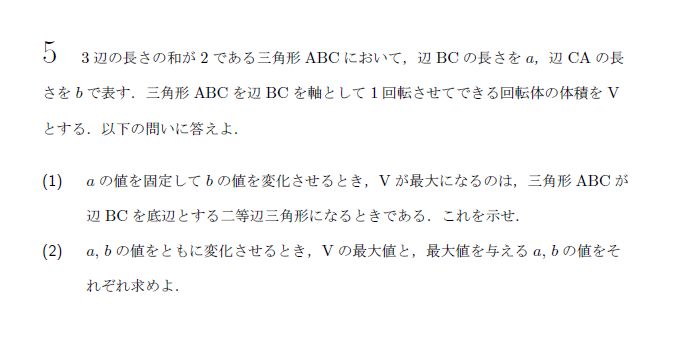 5 3 辺の長さの和が 2 である三角形 ABC において，辺 BC の長さを a，辺 CA の長
さを b で表す．三角形 ABC を辺 BC を軸として 1 回転させてできる回転体の体積を V
とする．以下の問いに答えよ．
(1) a の値を固定して b の値を変化させるとき，V が最大になるのは，三角形 ABC が
辺 BC を底辺とする二等辺三角形になるときである．これを示せ．
(2) a, b の値をともに変化させるとき，V の最大値と，最大値を与える a, b の値をそ
れぞれ求めよ．